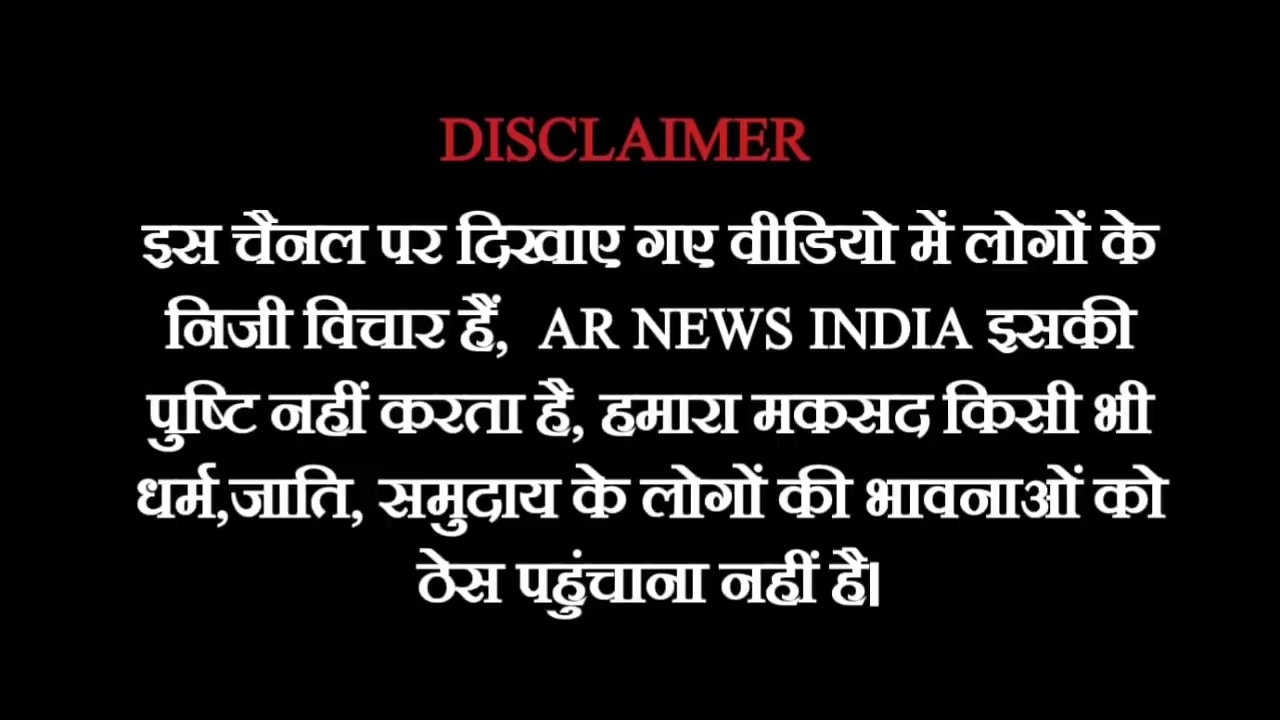 DISCLAIMER
इस चैनल पर दिखाए गए वीडियो में लोगों के
निजी विचार हैं, AR NEWS INDIA इसकी
पुष्टि नहीं करता है, हमारा मकसद किसी भी
धर्म,जाति, समुदाय के लोगों की भावनाओं को
ठेस पहुंचाना नहीं है।